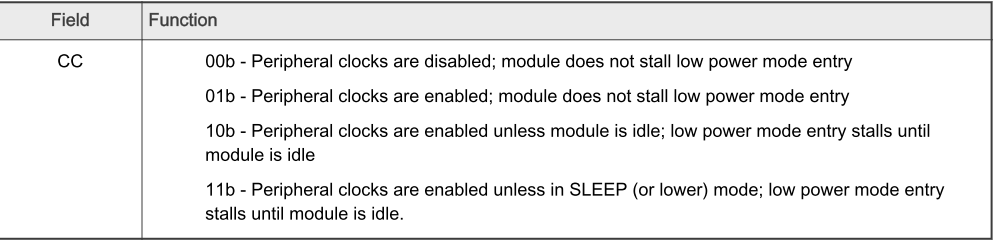 Field Function
CC 00b - Peripheral clocks are disabled; module does not stall low power mode entry
01b - Peripheral clocks are enabled; module does not stall low power mode entry
10b - Peripheral clocks are enabled unless module is idle; low power mode entry stalls until
module is idle
11b - Peripheral clocks are enabled unless in SLEEP (or lower) mode; low power mode entry
stalls until module is idle.